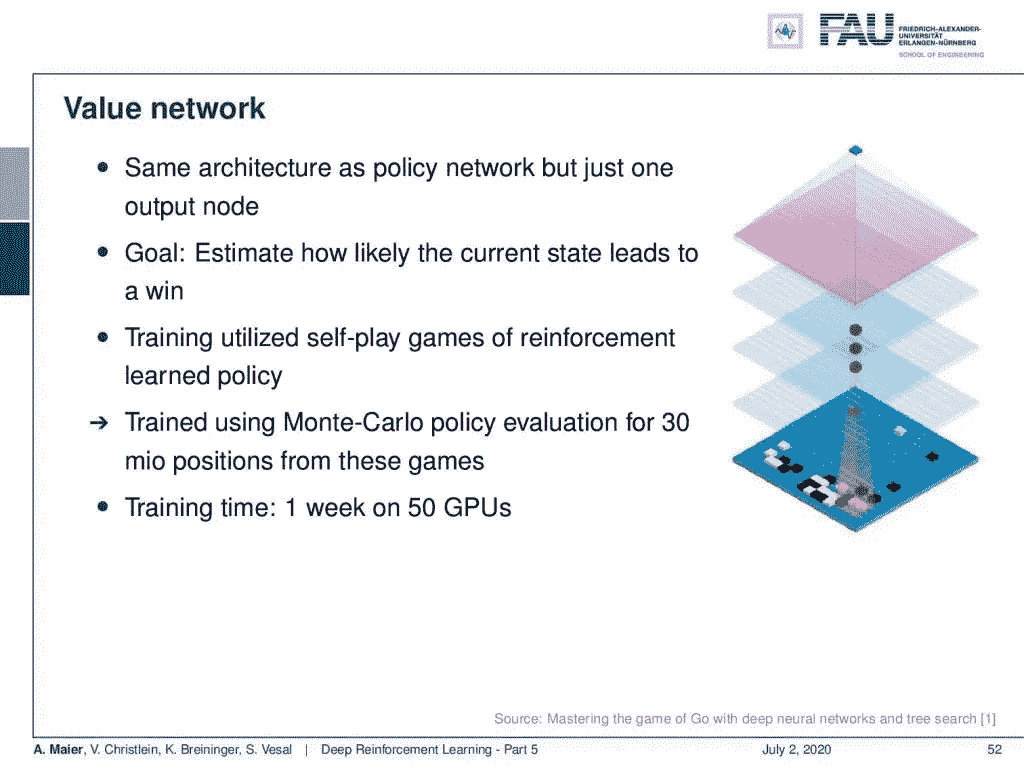 FAU
FRIEDRICH-ALEXANDER-
UNIVERSITÄT
ERLANGEN-NÜRNBERG
SCHOOL OF ENGINEERING
Value network
• Same architecture as policy network but just one
output node
• Goal: Estimate how likely the current state leads to
a win
• Training utilized self-play games of reinforcement
learned policy
➔ Trained using Monte-Carlo policy evaluation for 30
mio positions from these games
• Training time: 1 week on 50 GPUs
Source: Mastering the game of Go with deep neural networks and tree search [1]
A. Maier, V. Christlein, K. Breininger, S. Vesal | Deep Reinforcement Learning - Part 5 July 2, 2020 52